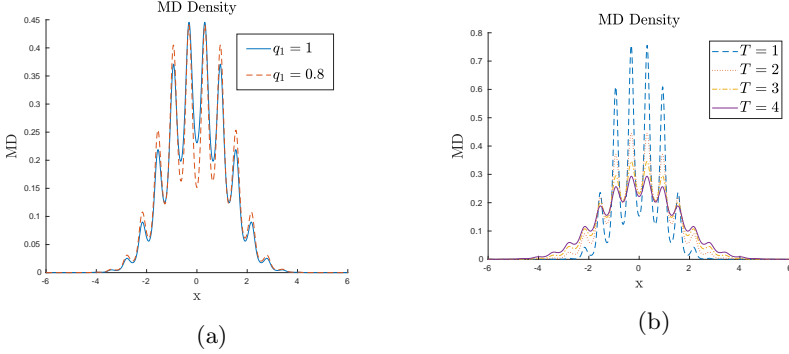 MD Density
0.45
0.4
0.35
0.3
0.25
0.2
0.15
0.1
0.05
0
MD
-6 -4 -2 0 2 4 6
x
q₁ = 1
q₁ = 0.8
(a)
MD Density
0.8
0.7
0.6
0.5
0.4
0.3
0.2
0.1
0
MD
-6 -4 -2 0 2 4 6
x
T = 1
T = 2
T = 3
T = 4
(b)